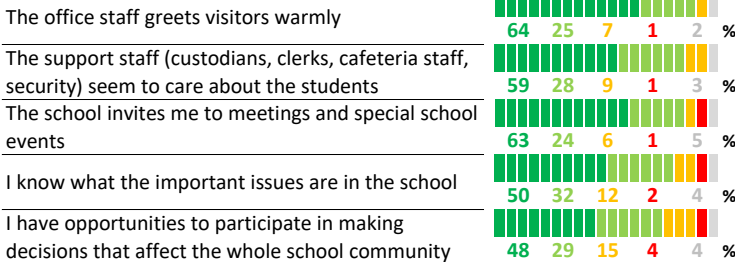 The office staff greets visitors warmly
64 25 7 1 2 %
The support staff (custodians, clerks, cafeteria staff,
security) seem to care about the students
59 28 9 1 3 %
The school invites me to meetings and special school
events
63 24 6 1 5 %
I know what the important issues are in the school
50 32 12 2 4 %
I have opportunities to participate in making
decisions that affect the whole school community
48 29 15 4 4 %